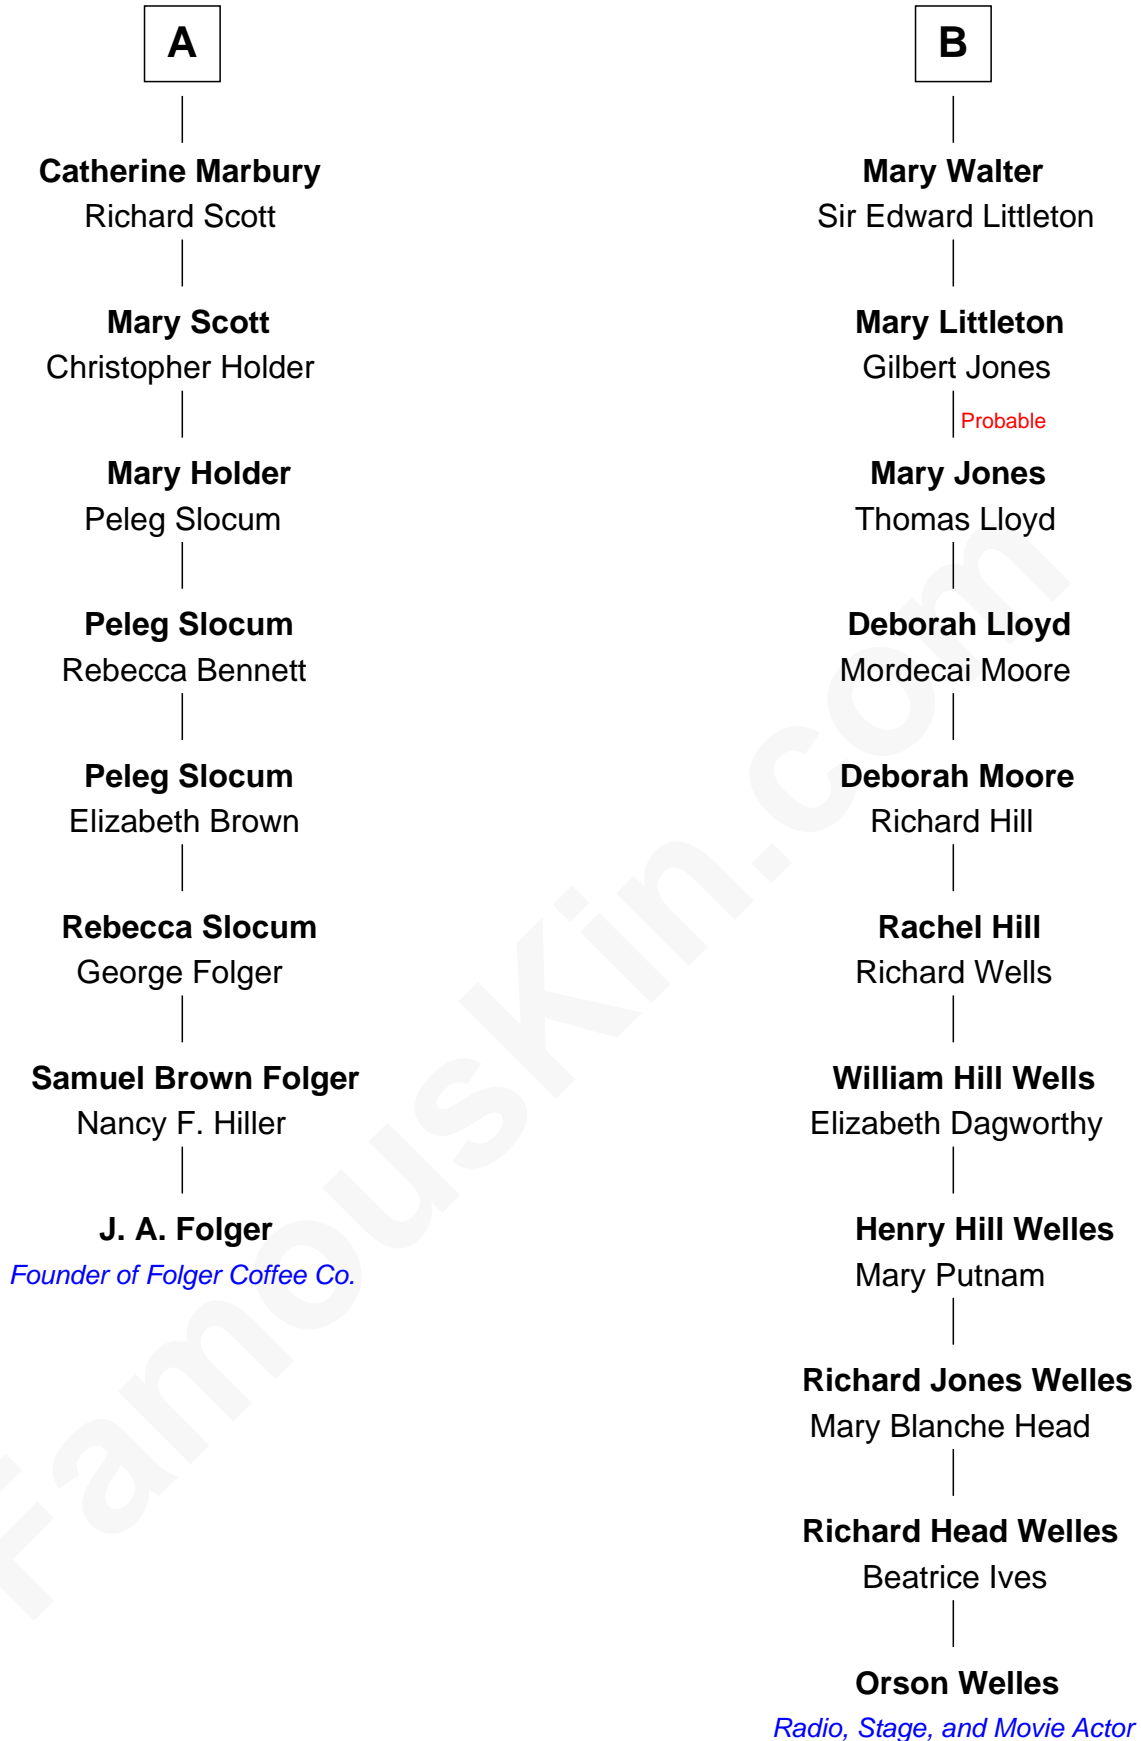 A
Catherine Marbury
Richard Scott
Mary Scott
Christopher Holder
Mary Holder
Peleg Slocum
Peleg Slocum
Rebecca Bennett
Peleg Slocum
Elizabeth Brown
Rebecca Slocum
George Folger
Samuel Brown Folger
Nancy F. Hiller
J. A. Folger
Founder of Folger Coffee Co.
B
Mary Walter
Sir Edward Littleton
Mary Littleton
Gilbert Jones
Probable
Mary Jones
Thomas Lloyd
Deborah Lloyd
Mordecai Moore
Deborah Moore
Richard Hill
Rachel Hill
Richard Wells
William Hill Wells
Elizabeth Dagworthy
Henry Hill Welles
Mary Putnam
Richard Jones Welles
Mary Blanche Head
Richard Head Welles
Beatrice Ives
Orson Welles
Radio, Stage, and Movie Actor
FamousKin.com